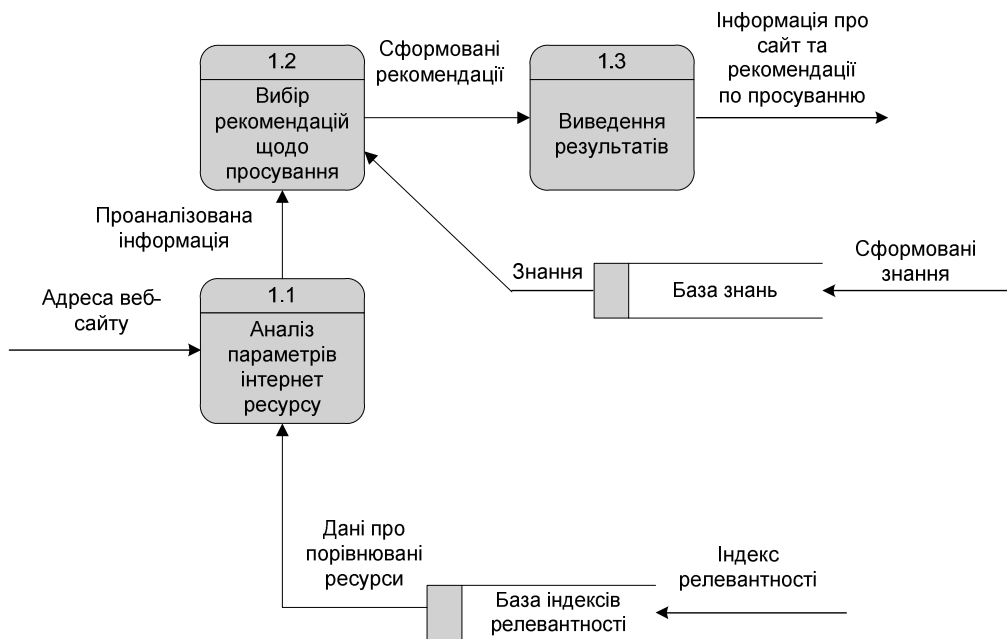 1.2
Вибір
рекомендацій
щодо
просування
Сформовані
рекомендації
1.3
Виведення
результатів
Інформація про
сайт та
рекомендації
по просуванню
Проаналізована
інформація
Знання
База знань
Сформовані
знання
Адреса веб-
сайту
1.1
Аналіз
параметрів
інтернет
ресурсу
Дані про
порівнювані
ресурси
База індексів
релевантності
Індекс
релевантності